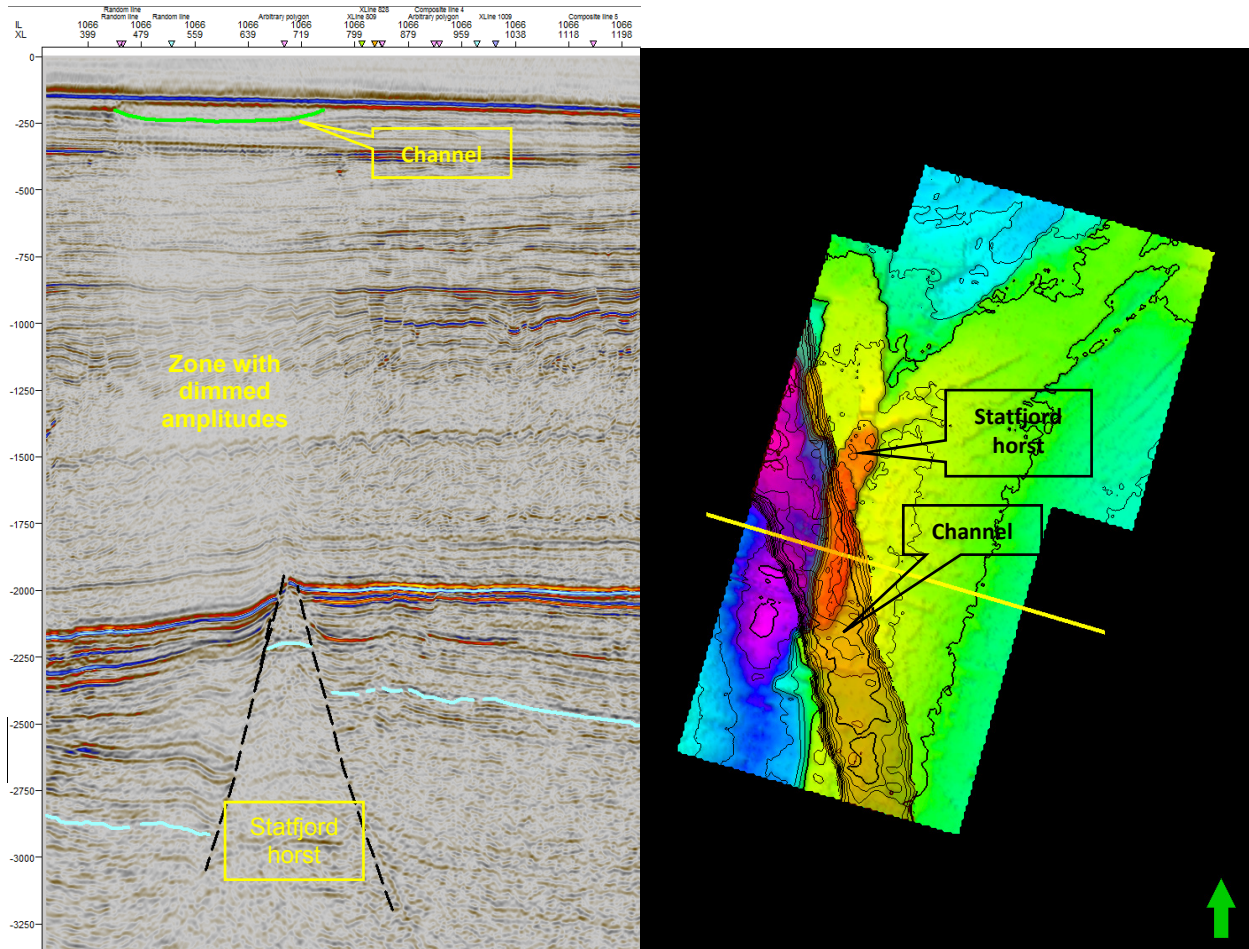 Random line XLine 828 Composite line 4
Random line Random line Arbitrary polygon XLine 809 Arbitrary polygon XLine 1009 Composite line 5
IL 1066 1066 1066 1066 1066 1066 1066 1066 1066 1066 1066
XL 399 479 559 639 719 799 879 959 1038 1118 1198
0
-250
Channel
-500
-750
-1000
Zone with
dimmed
amplitudes
-1250
-1500
-1750
-2000
-2250
-2500
-2750
Statfjord
horst
-3000
-3250
Statfjord
horst
Channel